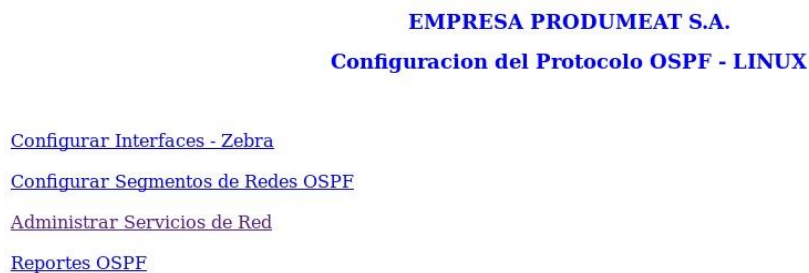 EMPRESA PRODUMEAT S.A.
Configuracion del Protocolo OSPF - LINUX
Configurar Interfaces - Zebra
Configurar Segmentos de Redes OSPF
Administrar Servicios de Red
Reportes OSPF